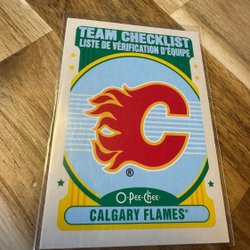 TEAM CHECKLIST
LISTE DE VÉRIFICATION D'ÉQUIPE
C
®
O-PEE-CHEE
CALGARY FLAMES®